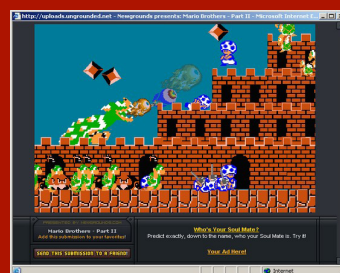 http://uploads.ungrounded.net - Newgrounds presents: Mario Brothers - Part II - Microsoft Internet E...
Mario Brothers - Part II
Add this submission to your favorites!
SEND THIS SUBMISSION TO A FRIEND!
Who's Your Soul Mate?
Predict exactly, down to the name, who your Soul Mate is. Try it!
Your Ad Here!
Internet